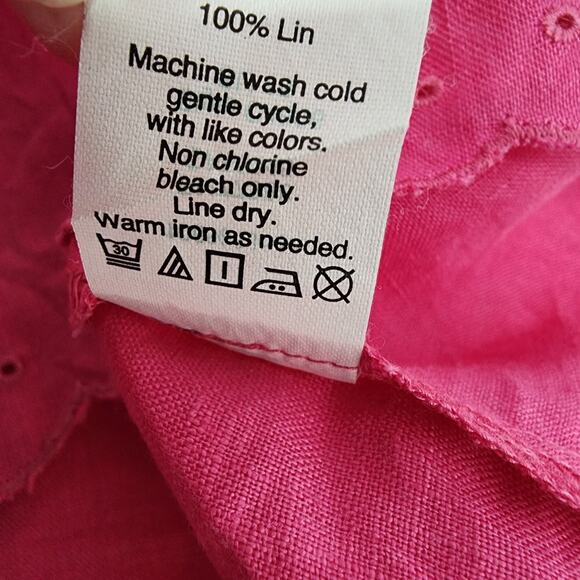 100% Lin
Machine wash cold
gentle cycle,
with like colors.
Non chlorine
bleach only.
Line dry.
Warm iron as needed.
30